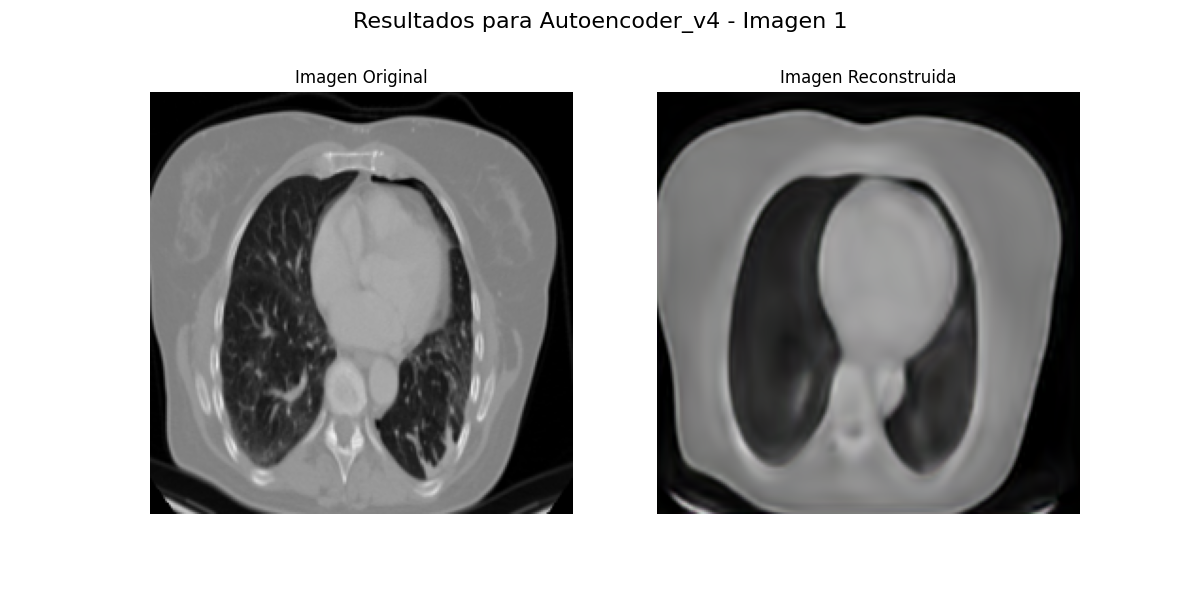 Resultados para Autoencoder_v4 - Imagen 1
Imagen Original
Imagen Reconstruida